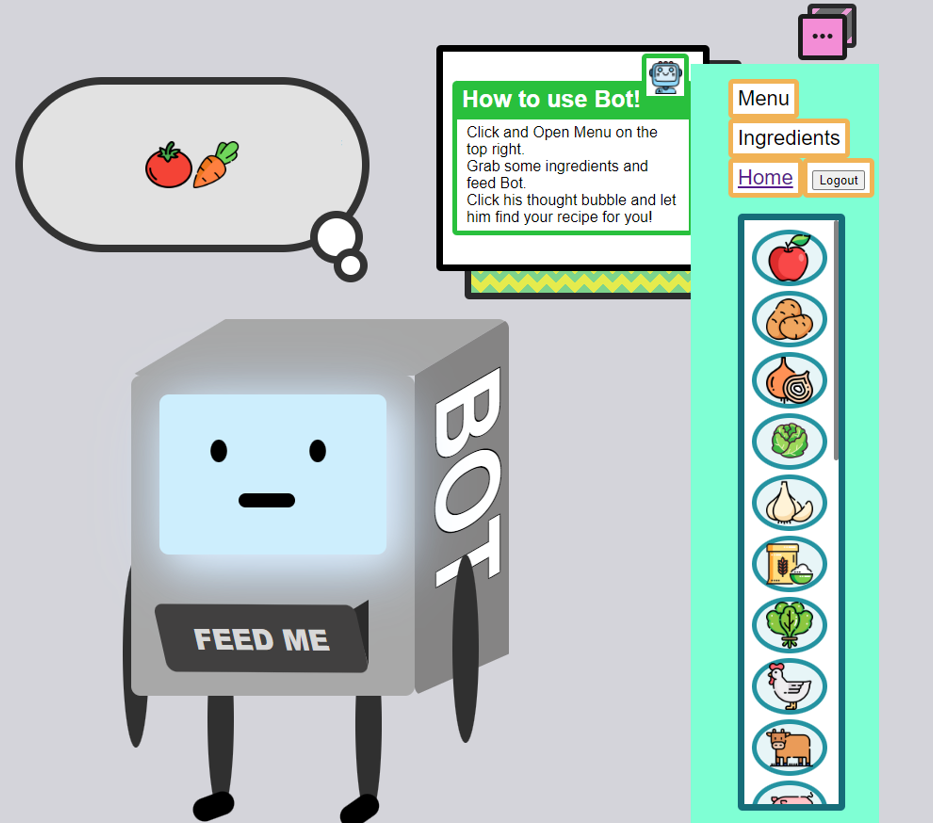 How to use Bot!
Click and Open Menu on the
top right.
Grab some ingredients and
feed Bot.
Click his thought bubble and let
him find your recipe for you!
Menu
Ingredients
Home
Logout
BOT
FEED ME